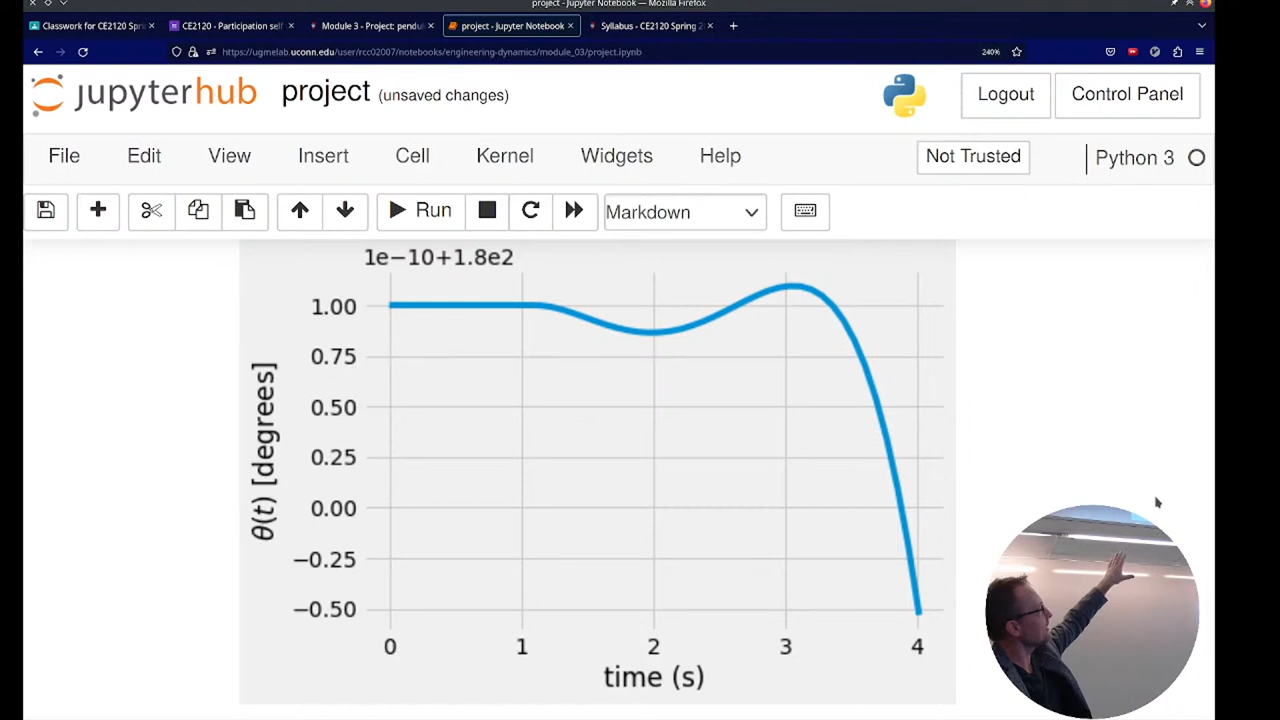 project - Jupyter Notebook — Mozilla Firefox
Classwork for CE2120 Spri
CE2120 - Participation self
Module 3 - Project: pendul
project - Jupyter Notebook
Syllabus - CE2120 Spring 2
https://ugmelab.uconn.edu/user/rcc02007/notebooks/engineering-dynamics/module_03/project.ipynb
240%
jupyterhub project (unsaved changes)
Logout
Control Panel
File Edit View Insert Cell Kernel Widgets Help
Not Trusted
Python 3
Run
Markdown
1e−10+1.8e2
1.00
0.75
0.50
0.25
0.00
−0.25
−0.50
θ(t) [degrees]
0 1 2 3 4
time (s)